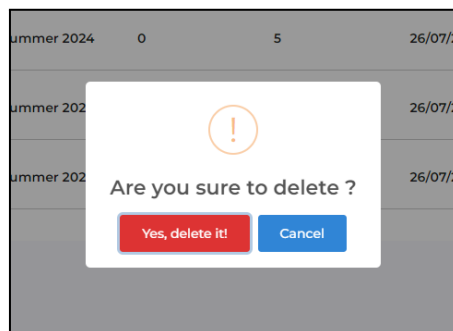 ummer 2024 0 5 26/07/
ummer 202 26/07/
!
Are you sure to delete ?
ummer 202 26/07/
Yes, delete it! Cancel